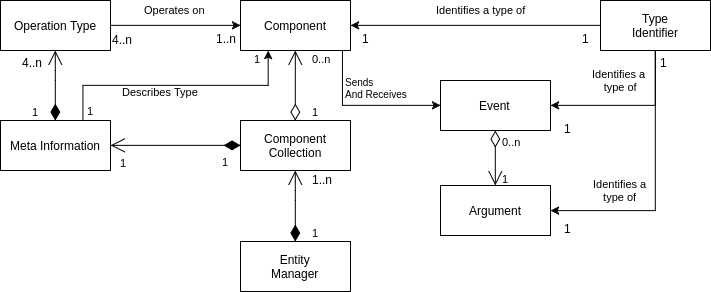 Operation Type
Operates on
Component
Identifies a type of
Type
Identifier
4..n
1..n
1
1
4..n
1
0..n
1
Describes Type
Sends
And Receives
Identifies a
type of
1
1
1
Event
1
Meta Information
Component
Collection
0..n
1
1
1..n
1
Argument
Identifies a
type of
1
1
Entity
Manager